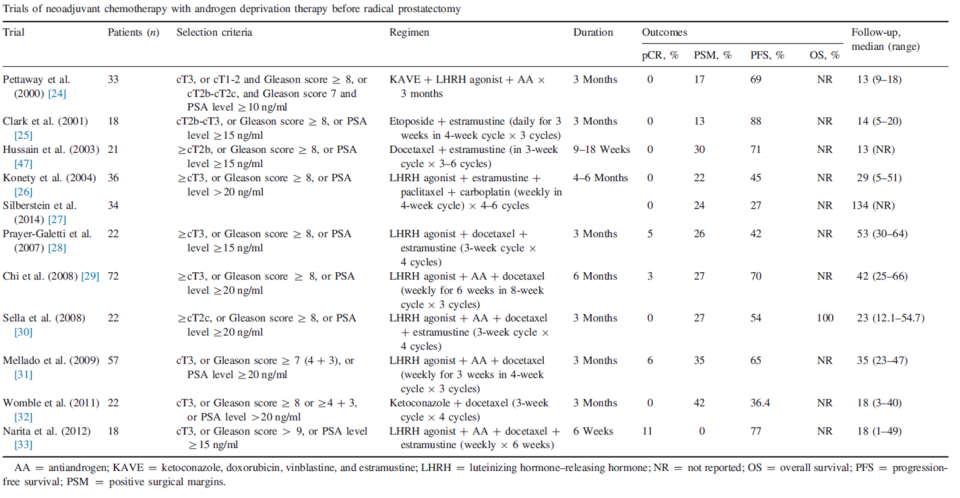 Trials of neoadjuvant chemotherapy with androgen deprivation therapy before radical prostatectomy
Trial Patients (n) Selection criteria Regimen Duration Outcomes Follow-up, median (range)
pCR, % PSM, % PFS, % OS, %
Pettaway et al. 33 cT3, or cT1-2 and Gleason score ≥ 8, or KAVE + LHRH agonist + AA × 3 Months 0 17 69 NR 13 (9–18)
(2000) [24] cT2b-cT2c, and Gleason score 7 and 3 months
PSA level ≥10 ng/ml
Clark et al. (2001) 18 cT2b-cT3, or Gleason score ≥ 8, or PSA Etoposide + estramustine (daily for 3 3 Months 0 13 88 NR 14 (5–20)
[25] level ≥15 ng/ml weeks in 4-week cycle × 3 cycles)
Hussain et al. (2003) 21 ≥cT2b, or Gleason score ≥ 8, or PSA Docetaxel + estramustine (in 3-week 9–18 Weeks 0 30 71 NR 13 (NR)
[47] level ≥15 ng/ml cycle × 3–6 cycles)
Konety et al. (2004) 36 ≥cT3, or Gleason score ≥ 8, or PSA LHRH agonist + estramustine + 4–6 Months 0 22 45 NR 29 (5–51)
[26] level >20 ng/ml paclitaxel + carboplatin (weekly in
Silberstein et al. 34 4-week cycle) × 4–6 cycles 0 24 27 NR 134 (NR)
(2014) [27]
Prayer-Galetti et al. 22 ≥cT3, or Gleason score ≥ 8, or PSA LHRH agonist + docetaxel + 3 Months 5 26 42 NR 53 (30–64)
(2007) [28] level ≥15 ng/ml estramustine (3-week cycle ×
4 cycles)
Chi et al. (2008) [29] 72 ≥cT3, or Gleason score ≥ 8, or PSA LHRH agonist + AA + docetaxel 6 Months 3 27 70 NR 42 (25–66)
level ≥20 ng/ml (weekly for 6 weeks in 8-week
cycle × 3 cycles)
Sella et al. (2008) 22 ≥cT2c, or Gleason score ≥ 8, or PSA LHRH agonist + AA + docetaxel 3 Months 0 27 54 100 23 (12.1–54.7)
[30] level ≥20 ng/ml + estramustine (3-week cycle ×
4 cycles)
Mellado et al. (2009) 57 cT3, or Gleason score ≥ 7 (4 + 3), or LHRH agonist + AA + docetaxel 3 Months 6 35 65 NR 35 (23–47)
[31] PSA level ≥20 ng/ml (weekly for 3 weeks in 4-week
cycle × 3 cycles)
Womble et al. (2011) 22 cT3, or Gleason score ≥ 8 or ≥4 + 3, Ketoconazole + docetaxel (3-week 3 Months 0 42 36.4 NR 18 (3–40)
[32] or PSA level >20 ng/ml cycle × 4 cycles)
Narita et al. (2012) 18 cT3, or Gleason score > 9, or PSA level LHRH agonist + AA + docetaxel + 6 Weeks 11 0 77 NR 18 (1–49)
[33] ≥15 ng/ml estramustine (weekly × 6 weeks)
AA = antiandrogen; KAVE = ketoconazole, doxorubicin, vinblastine, and estramustine; LHRH = luteinizing hormone–releasing hormone; NR = not reported; OS = overall survival; PFS = progression-
free survival; PSM = positive surgical margins.